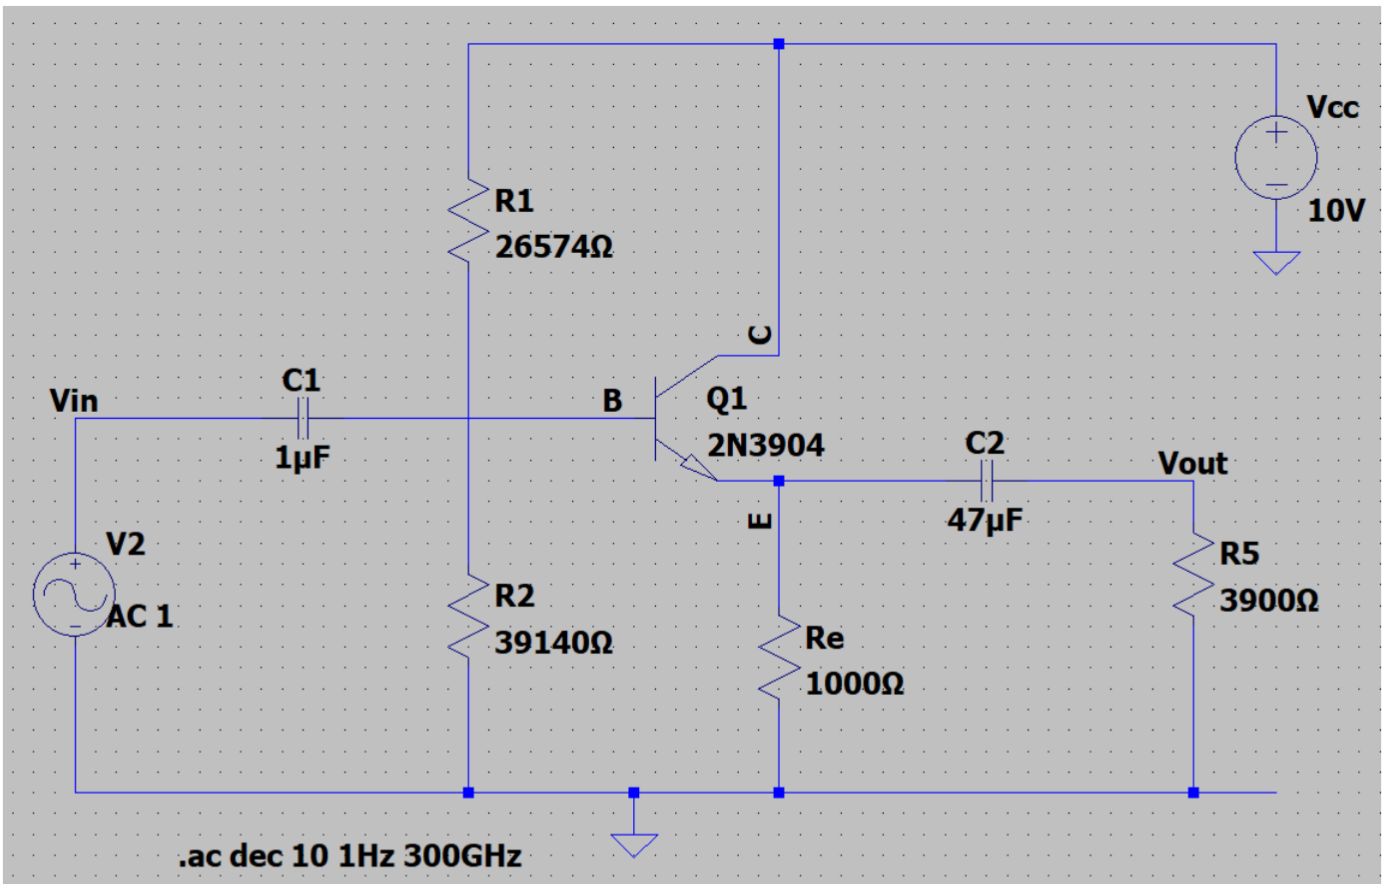 Vcc
10V
R1
26574Ω
C
C1
Vin
B
Q1
1µF
2N3904
C2
Vout
47µF
E
V2
AC 1
R5
3900Ω
R2
39140Ω
Re
1000Ω
.ac dec 10 1Hz 300GHz